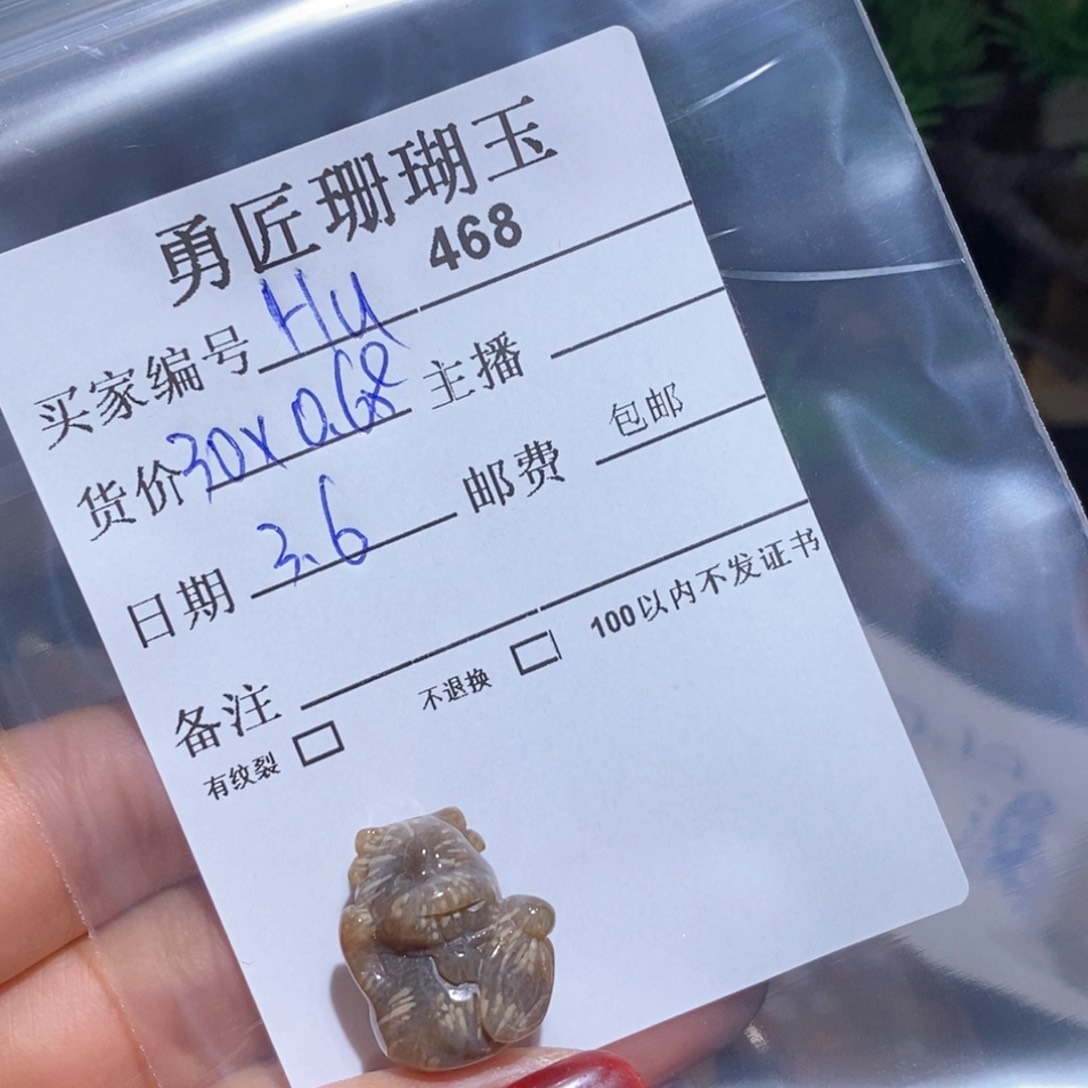 勇匠珊瑚玉
468
买家编号 Hu
货价 30x0.68 主播
日期 3.6 邮费 包邮
备注
不退换 100以内不发证书
有纹裂